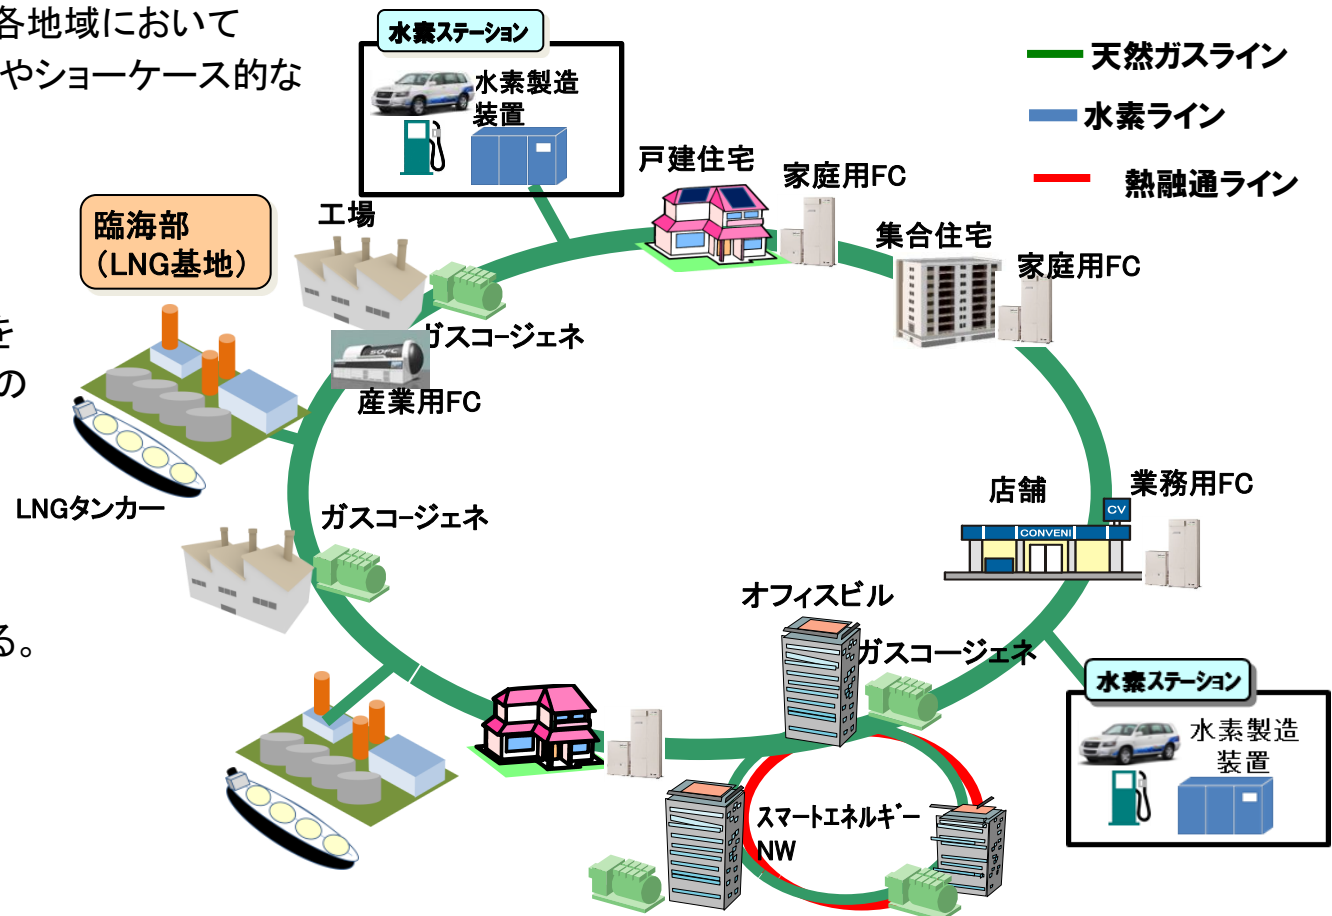 各地域において
やショーケース的な
を
の
る。
水素ステーション
水素製造
装置
天然ガスライン
水素ライン
熱融通ライン
戸建住宅
家庭用FC
集合住宅
家庭用FC
工場
臨海部
（LNG基地）
ガスコージェネ
SOFC
産業用FC
LNGタンカー
ガスコージェネ
店舗
業務用FC
CV
CONVENI
オフィスビル
ガスコージェネ
水素ステーション
水素製造
装置
スマートエネルギー
NW